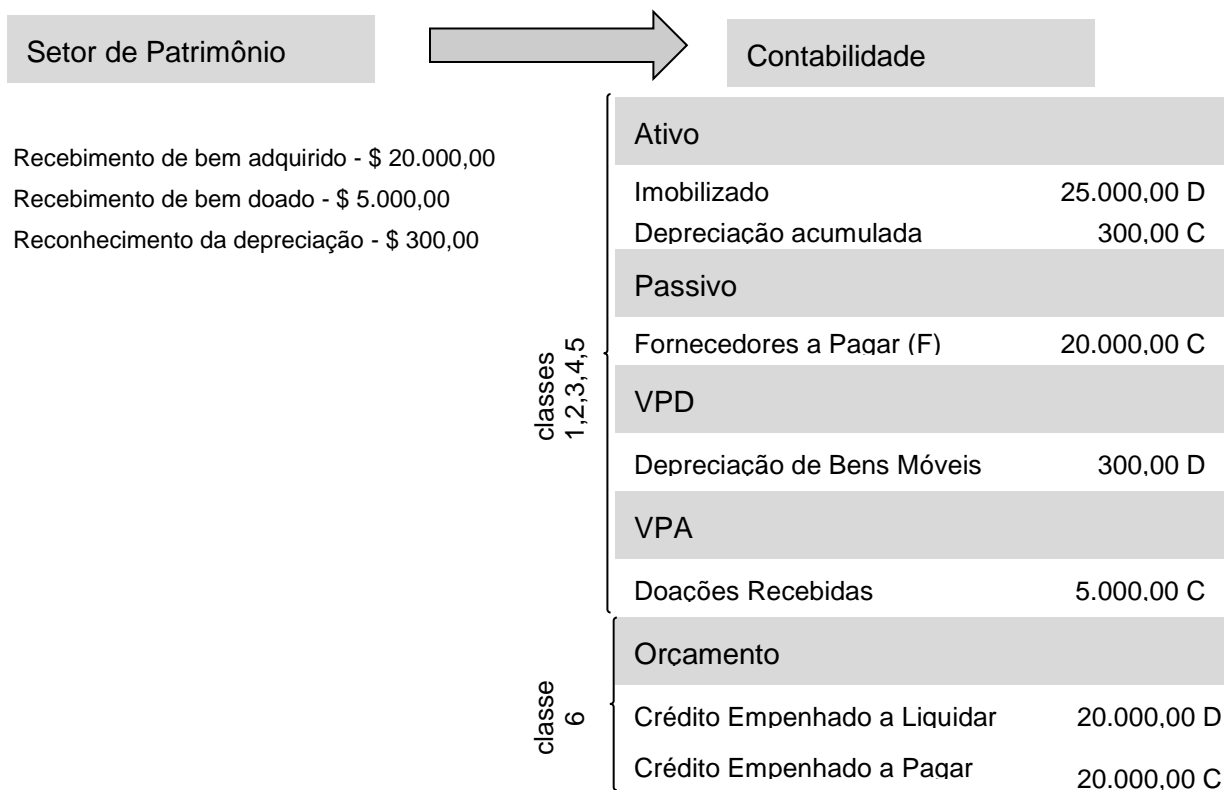 Setor de Patrimônio
Contabilidade
Recebimento de bem adquirido - $ 20.000,00
Recebimento de bem doado - $ 5.000,00
Reconhecimento da depreciação - $ 300,00
classes
1,2,3,4,5
Ativo
Imobilizado 25.000,00 D
Depreciação acumulada 300,00 C
Passivo
Fornecedores a Pagar (F) 20.000,00 C
VPD
Depreciação de Bens Móveis 300,00 D
VPA
Doações Recebidas 5.000,00 C
classe
6
Orçamento
Crédito Empenhado a Liquidar 20.000,00 D
Crédito Empenhado a Pagar 20.000,00 C